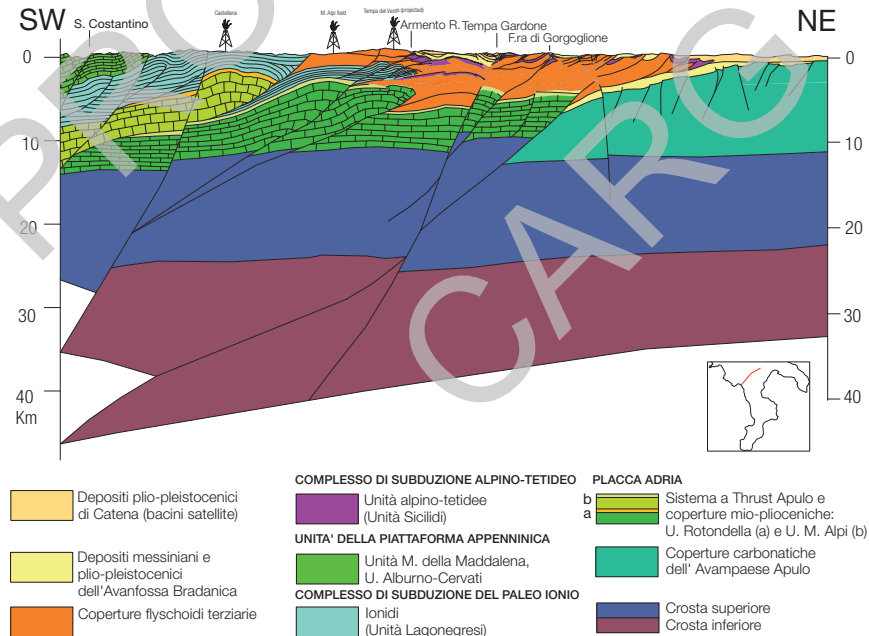 SW
NE
S. Costantino
Castellana
M. Alpi field
Tempa del Vento (projected)
Armento R.
Tempa Gardone
F.ra di Gorgoglione
0
10
20
30
40
Km
0
10
20
30
40
PRO
CARG
Depositi plio-pleistocenici
di Catena (bacini satellite)
Depositi messiniani e
plio-pleistocenici
dell'Avanfossa Bradanica
Coperture flyschoidi terziarie
COMPLESSO DI SUBDUZIONE ALPINO-TETIDEO
Unità alpino-tetidee
(Unità Sicilidi)
UNITA' DELLA PIATTAFORMA APPENNINICA
Unità M. della Maddalena,
U. Alburno-Cervati
COMPLESSO DI SUBDUZIONE DEL PALEO IONIO
Ionidi
(Unità Lagonegresi)
PLACCA ADRIA
b
a
Sistema a Thrust Apulo e
coperture mio-plioceniche:
U. Rotondella (a) e U. M. Alpi (b)
Coperture carbonatiche
dell' Avampaese Apulo
Crosta superiore
Crosta inferiore